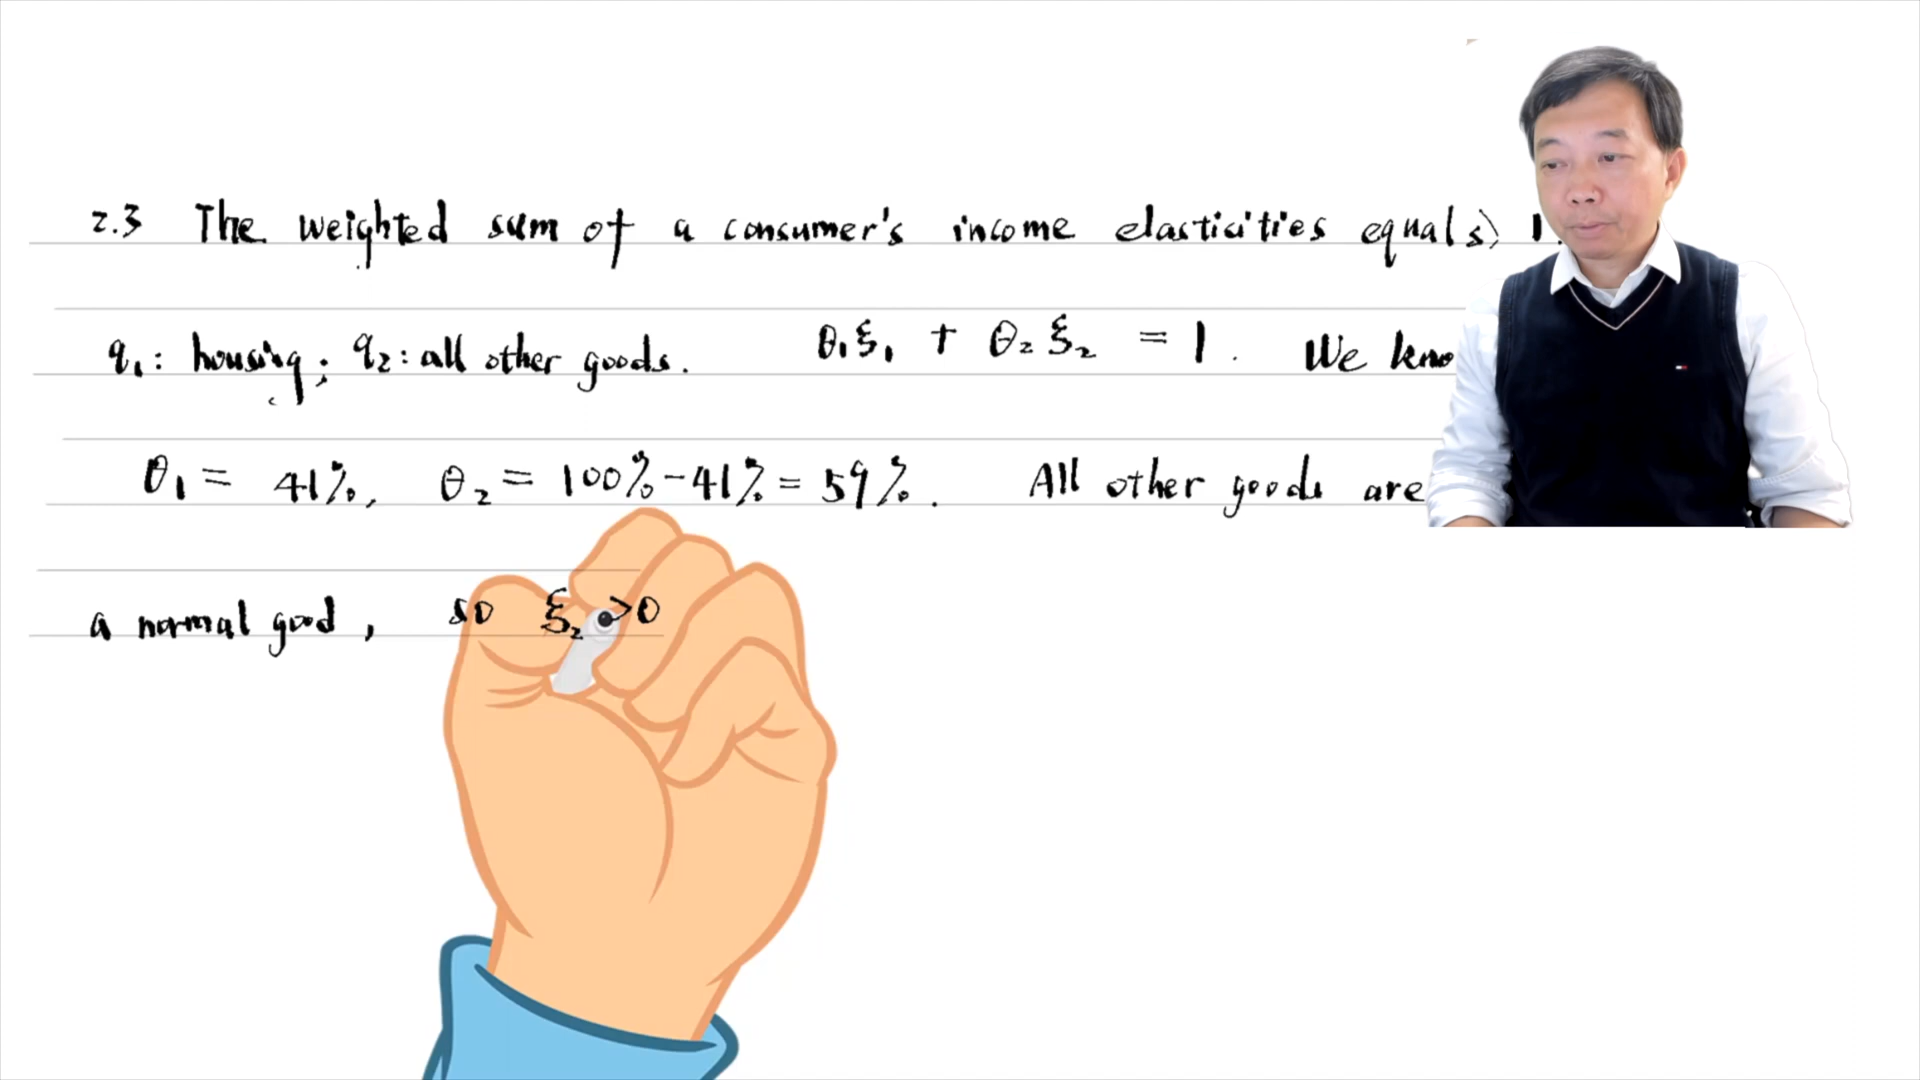 2.3 The weighted sum of a consumer's income elasticities equals 1.
q₁: housing; q₂: all other goods. θ₁ξ₁ + θ₂ξ₂ = 1. We
θ₁ = 41%, θ₂ = 100% - 41% = 59%. All other goods are
a normal good, so ξ₂ > 0